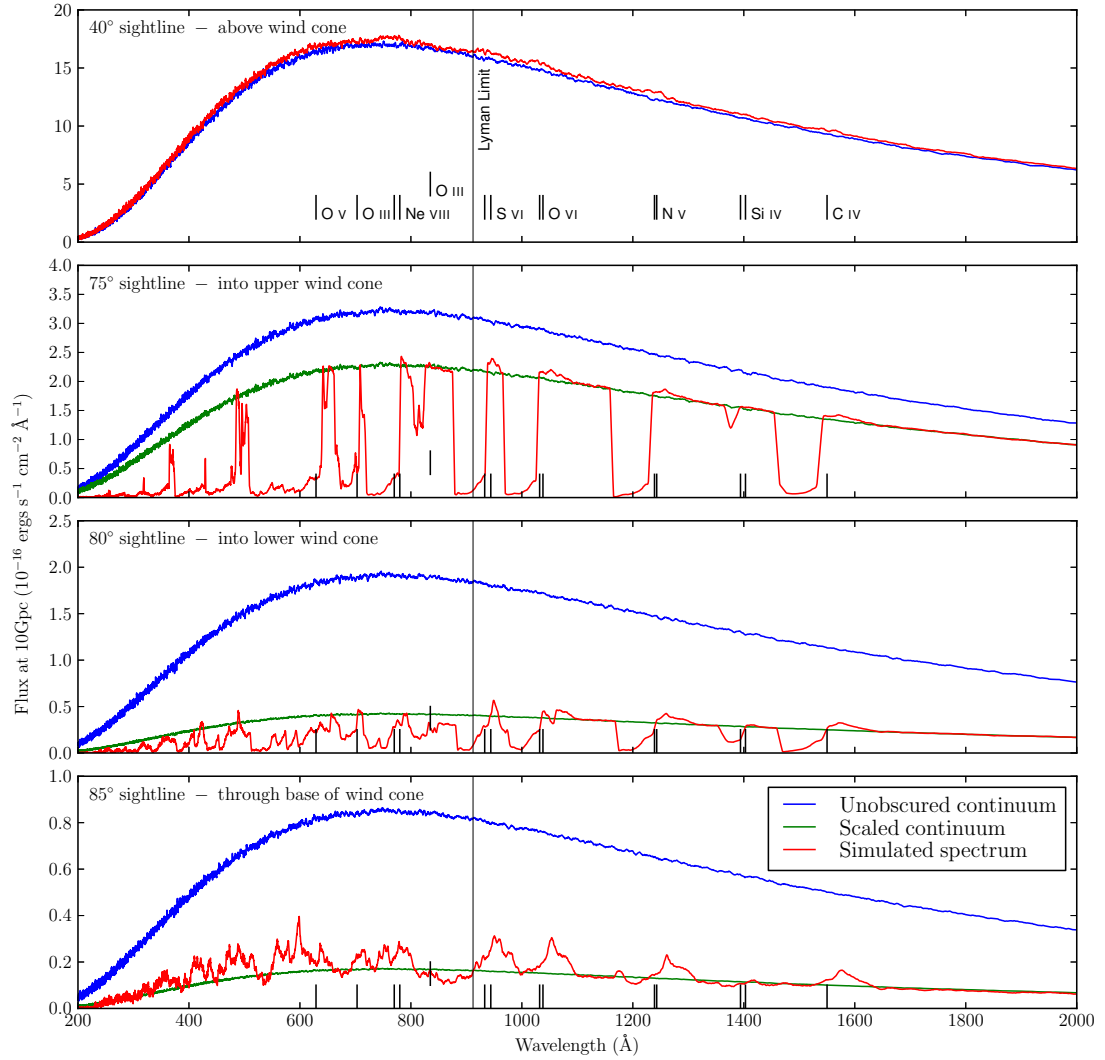 40° sightline − above wind cone
Lyman Limit
O III
O V
O III
Ne VIII
S VI
O VI
N V
Si IV
C IV
0
5
10
15
20
75° sightline − into upper wind cone
0.0
0.5
1.0
1.5
2.0
2.5
3.0
3.5
4.0
80° sightline − into lower wind cone
0.0
0.5
1.0
1.5
2.0
2.5
85° sightline − through base of wind cone
0.0
0.2
0.4
0.6
0.8
1.0
Unobscured continuum
Scaled continuum
Simulated spectrum
200
400
600
800
1000
1200
1400
1600
1800
2000
Wavelength (Å)
Flux at 10Gpc (10⁻¹⁶ ergs s⁻¹ cm⁻² Å⁻¹)